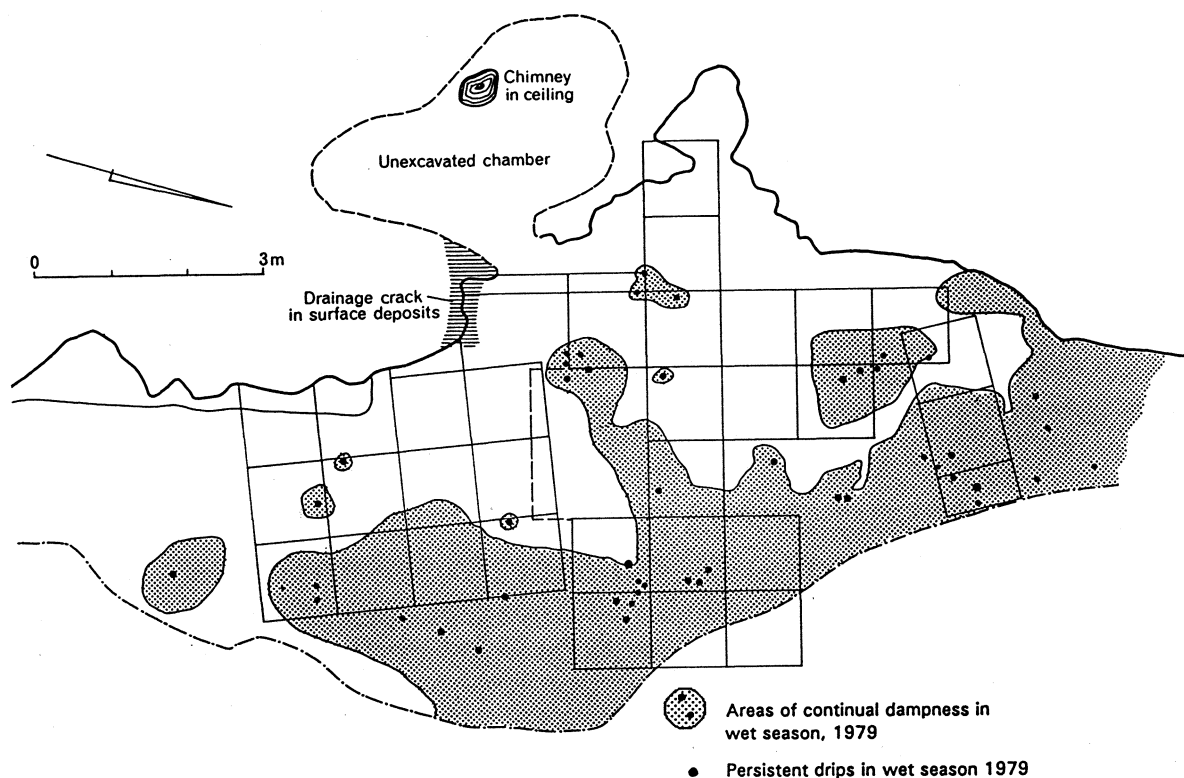 Chimney
in ceiling
Unexcavated chamber
0
3m
Drainage crack
in surface deposits
Areas of continual dampness in
wet season, 1979
Persistent drips in wet season 1979